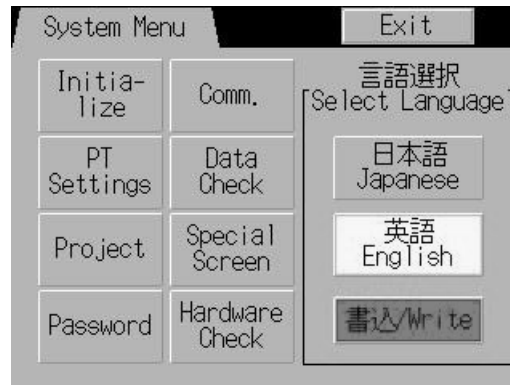 System Menu
Exit
Initia-
lize
Comm.
PT
Settings
Data
Check
Project
Special
Screen
Password
Hardware
Check
言語選択
Select Language
日本語
Japanese
英語
English
書込/Write